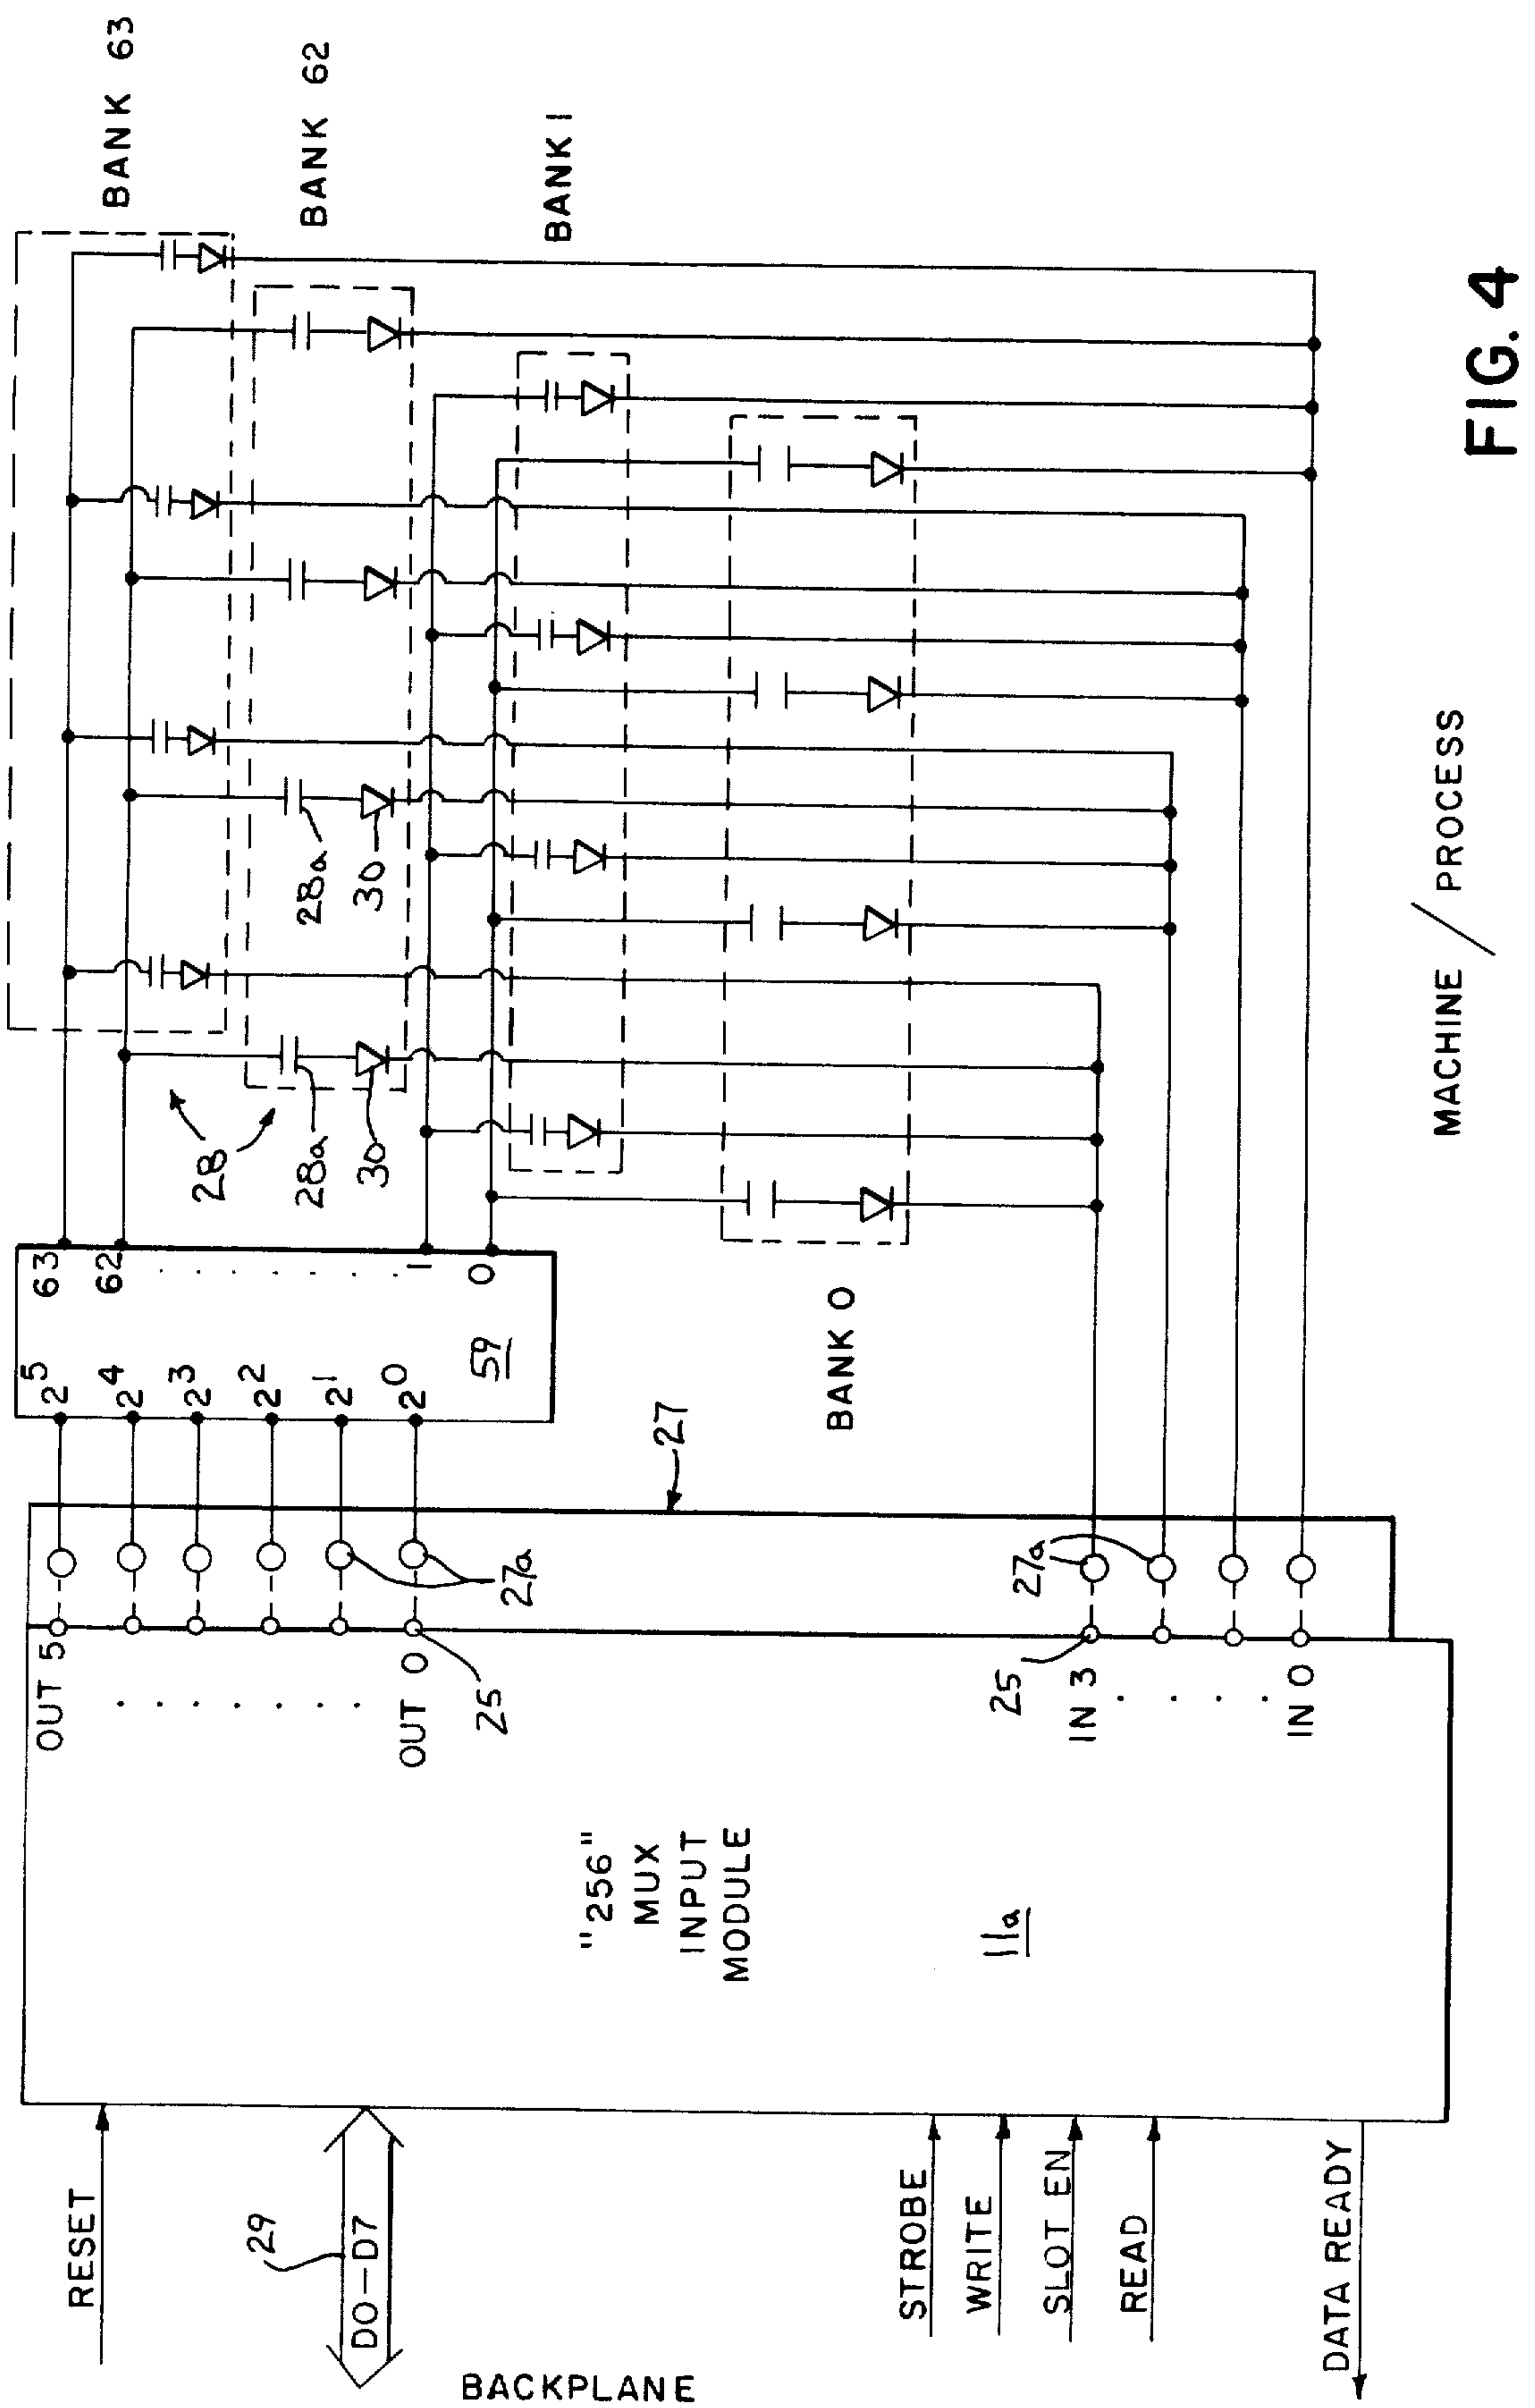 BANK 63
BANK 62
BANK 1
28a
30
28
28a
30
63
62
1
0
2^5
2^4
2^3
2^2
2^1
2^0
59
BANK 0
27
27a
27a
OUT 5
OUT 0
25
25
IN 3
IN 0
"256"
MUX
INPUT
MODULE
11a
RESET
29
D0-D7
STROBE
WRITE
SLOT EN
READ
DATA READY
BACKPLANE
MACHINE / PROCESS
FIG. 4